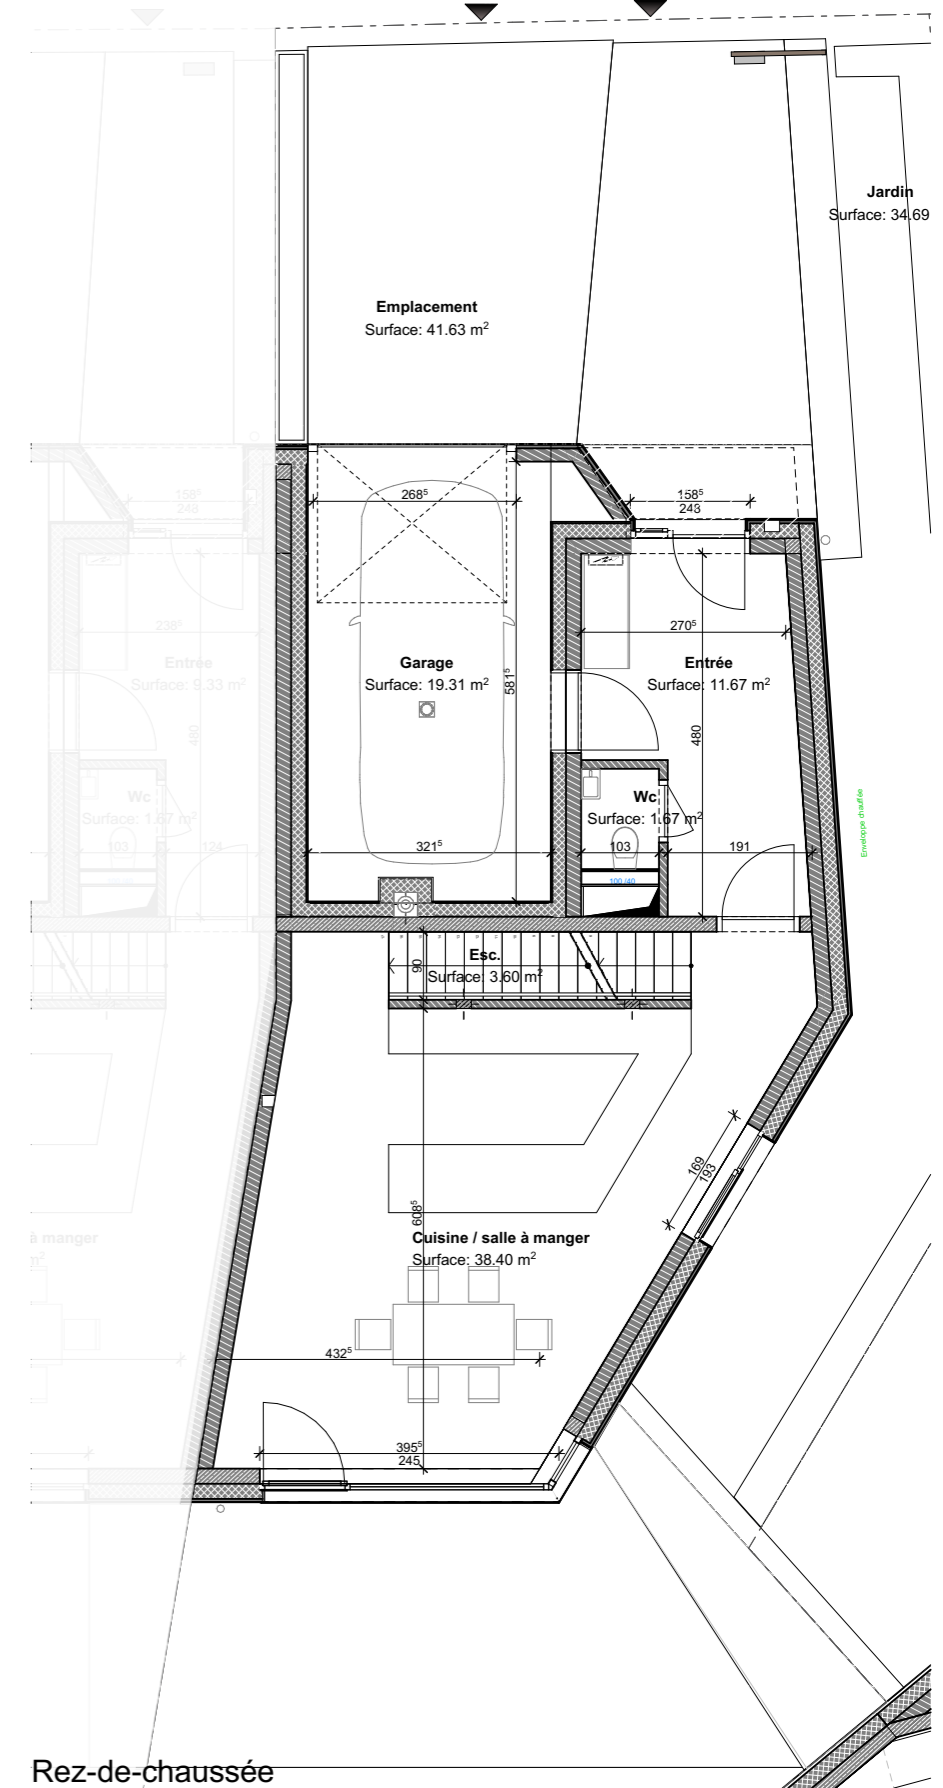 Jardin
Surface: 34.69
Emplacement
Surface: 41.63 m²
158⁵
248
268⁵
158⁵
248
238⁵
270⁵
Entrée
Surface: 9.33 m²
Garage
Surface: 19.31 m²
581⁵
Entrée
Surface: 11.67 m²
480
480
Enveloppe chauffée
Wc
Surface: 1.67 m²
Wc
Surface: 1.67 m²
103
124
321⁵
103
191
100 /40
Esc.
Surface: 3.60 m²
90
169
193
608⁵
à manger
m²
Cuisine / salle à manger
Surface: 38.40 m²
432⁵
395⁵
245
Rez-de-chaussée